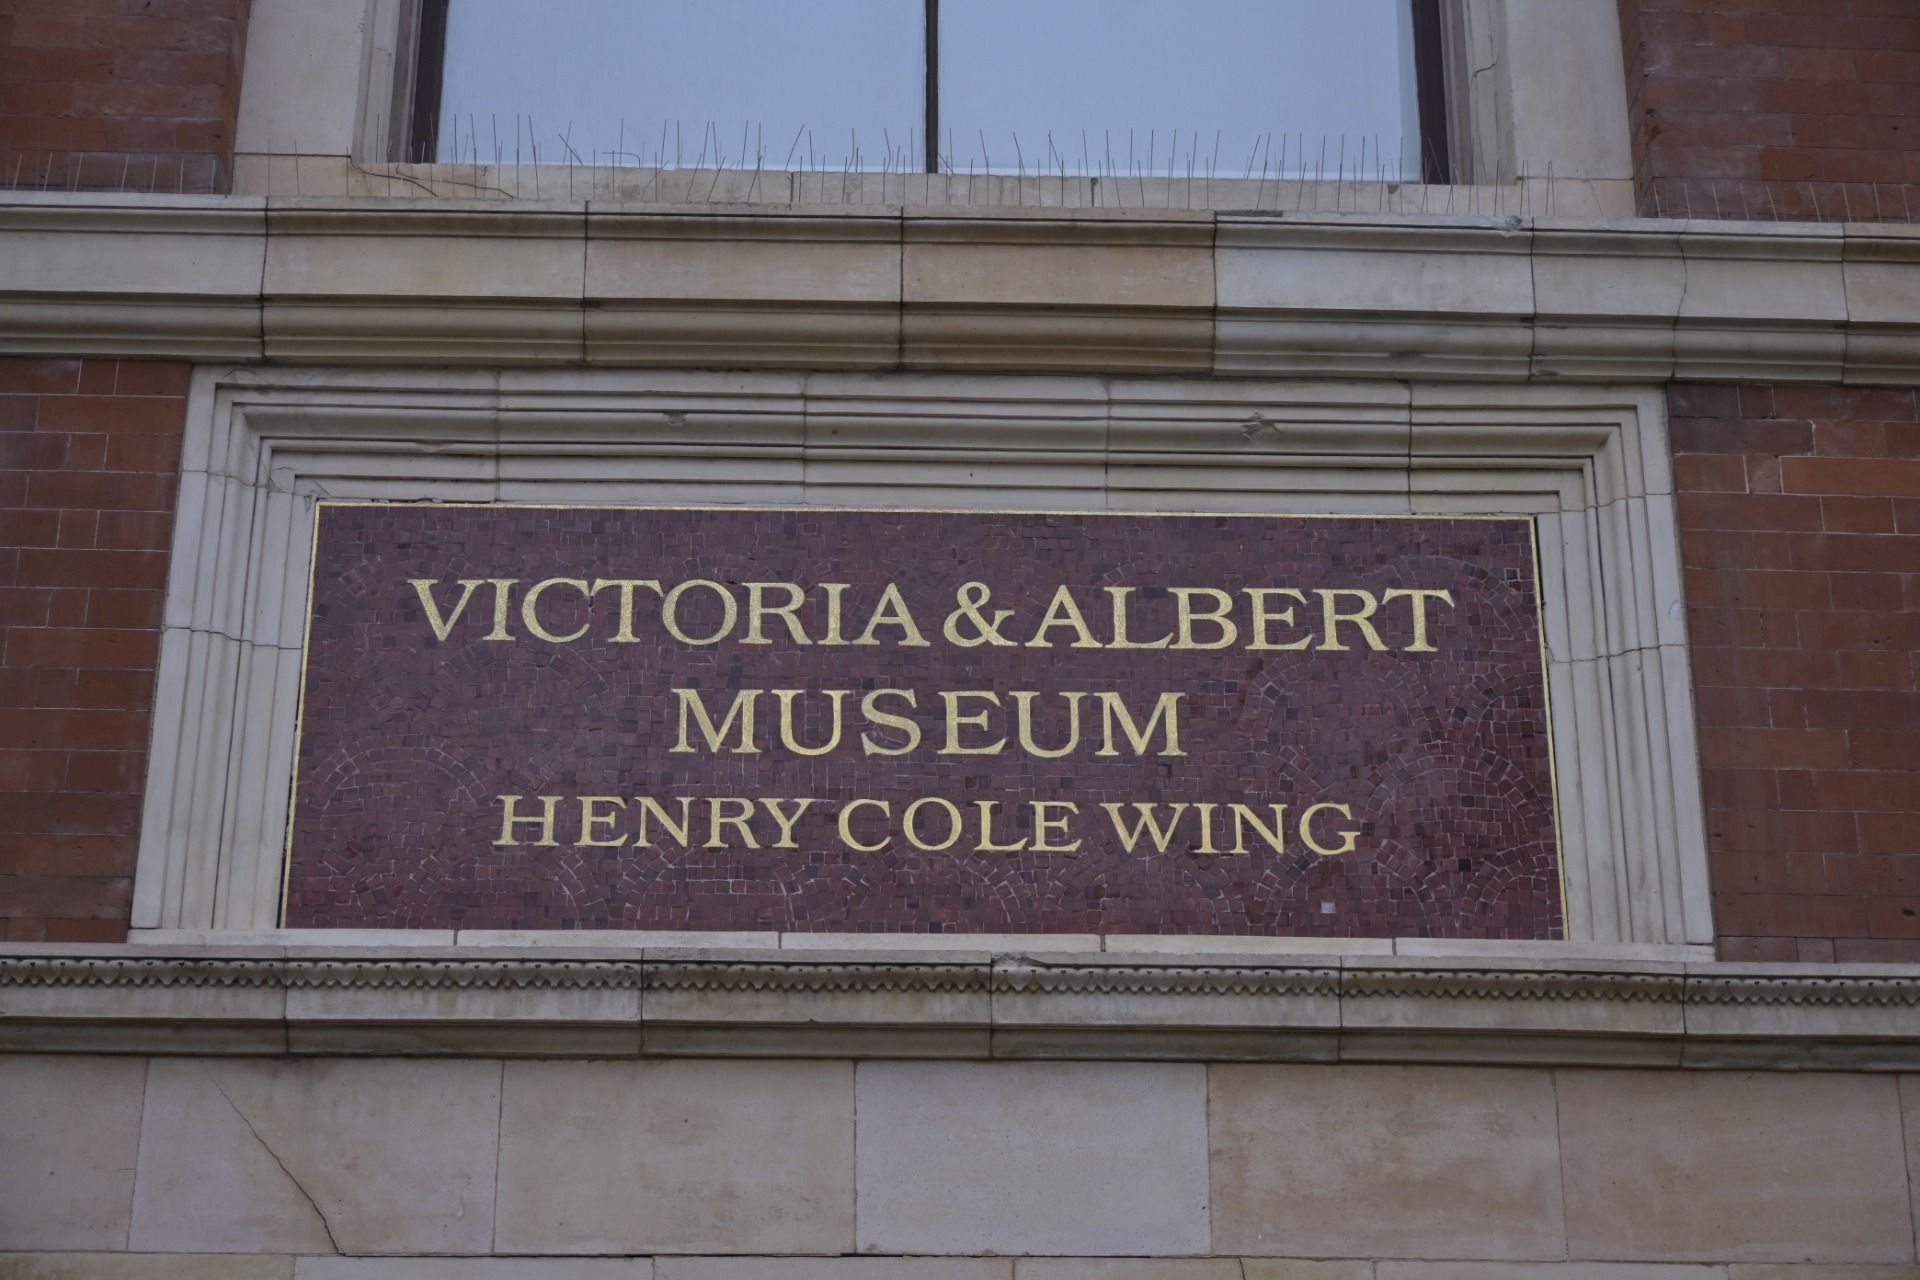 VICTORIA & ALBERT
MUSEUM
HENRY COLE WING